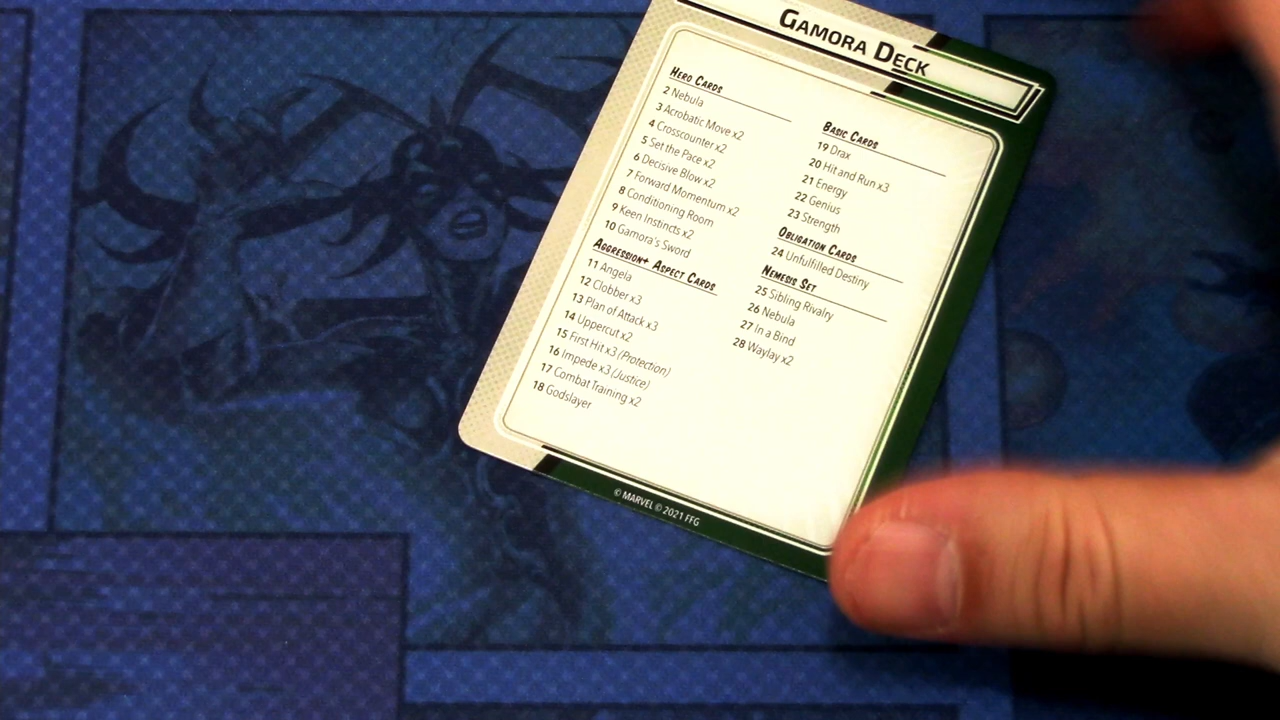 GAMORA DECK
HERO CARDS
2 Nebula
3 Acrobatic Move x2
4 Crosscounter x2
5 Set the Pace x2
6 Decisive Blow x2
7 Forward Momentum x2
8 Conditioning Room
9 Keen Instincts x2
10 Gamora's Sword
AGGRESSION+ ASPECT CARDS
11 Angela
12 Clobber x3
13 Plan of Attack x3
14 Uppercut x2
15 First Hit x3 (Protection)
16 Impede x3 (Justice)
17 Combat Training x2
18 Godslayer
BASIC CARDS
19 Drax
20 Hit and Run x3
21 Energy
22 Genius
23 Strength
OBLIGATION CARDS
24 Unfulfilled Destiny
NEMESIS SET
25 Sibling Rivalry
26 Nebula
27 In a Bind
28 Waylay x2
© MARVEL © 2021 FFG